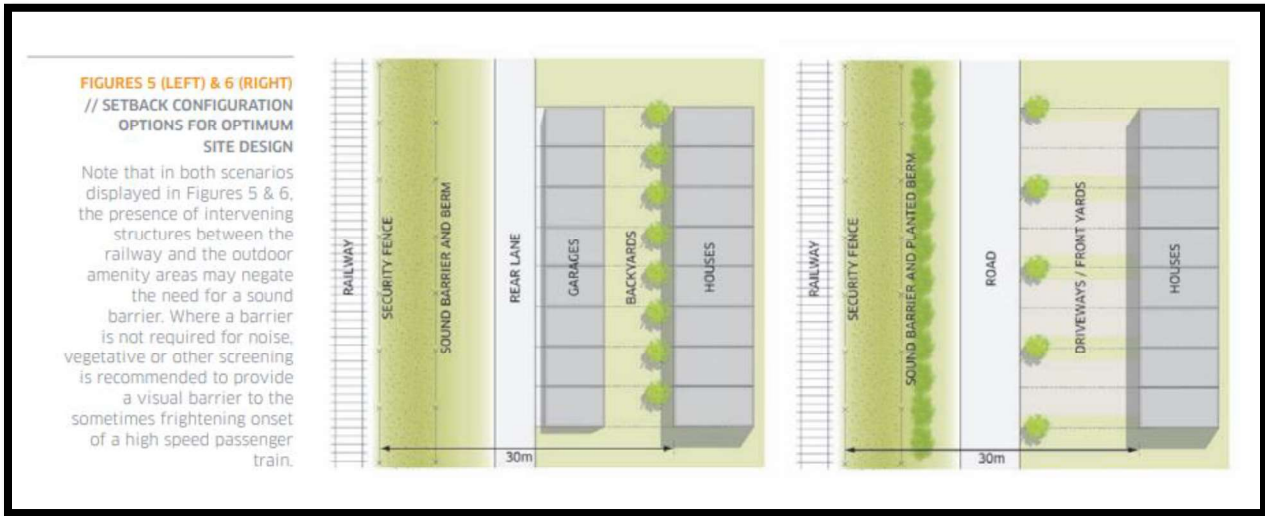 FIGURES 5 (LEFT) & 6 (RIGHT)
// SETBACK CONFIGURATION
OPTIONS FOR OPTIMUM
SITE DESIGN
Note that in both scenarios
displayed in Figures 5 & 6,
the presence of intervening
structures between the
railway and the outdoor
amenity areas may negate
the need for a sound
barrier. Where a barrier
is not required for noise,
vegetative or other screening
is recommended to provide
a visual barrier to the
sometimes frightening onset
of a high speed passenger
train.
RAILWAY
SECURITY FENCE
SOUND BARRIER AND BERM
REAR LANE
GARAGES
BACKYARDS
HOUSES
30m
RAILWAY
SECURITY FENCE
SOUND BARRIER AND PLANTED BERM
ROAD
DRIVEWAYS / FRONT YARDS
HOUSES
30m